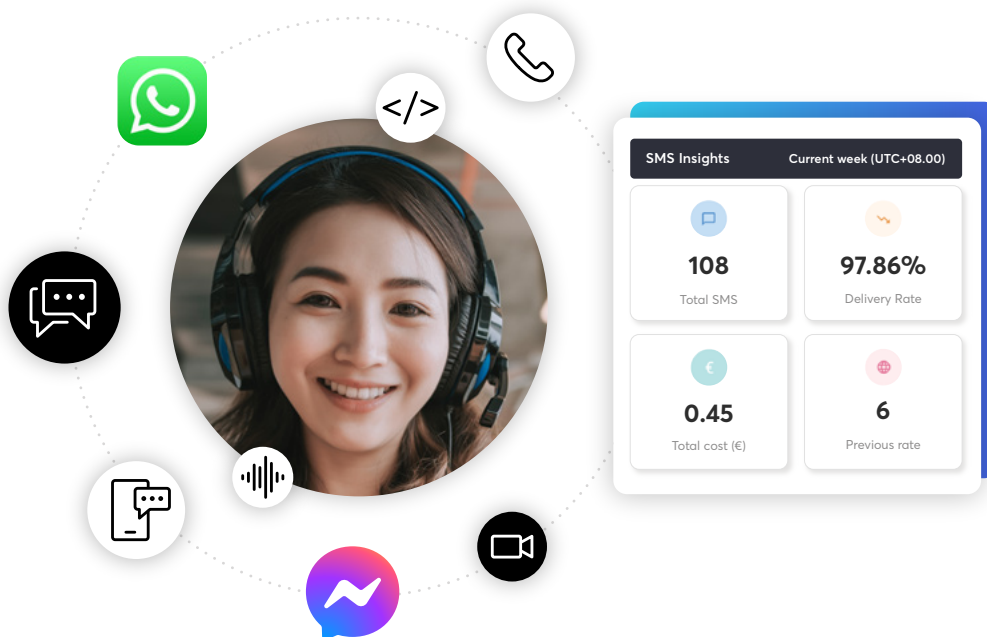 </>
SMS Insights
Current week (UTC+08.00)
108
Total SMS
97.86%
Delivery Rate
€
0.45
Total cost (€)
6
Previous rate